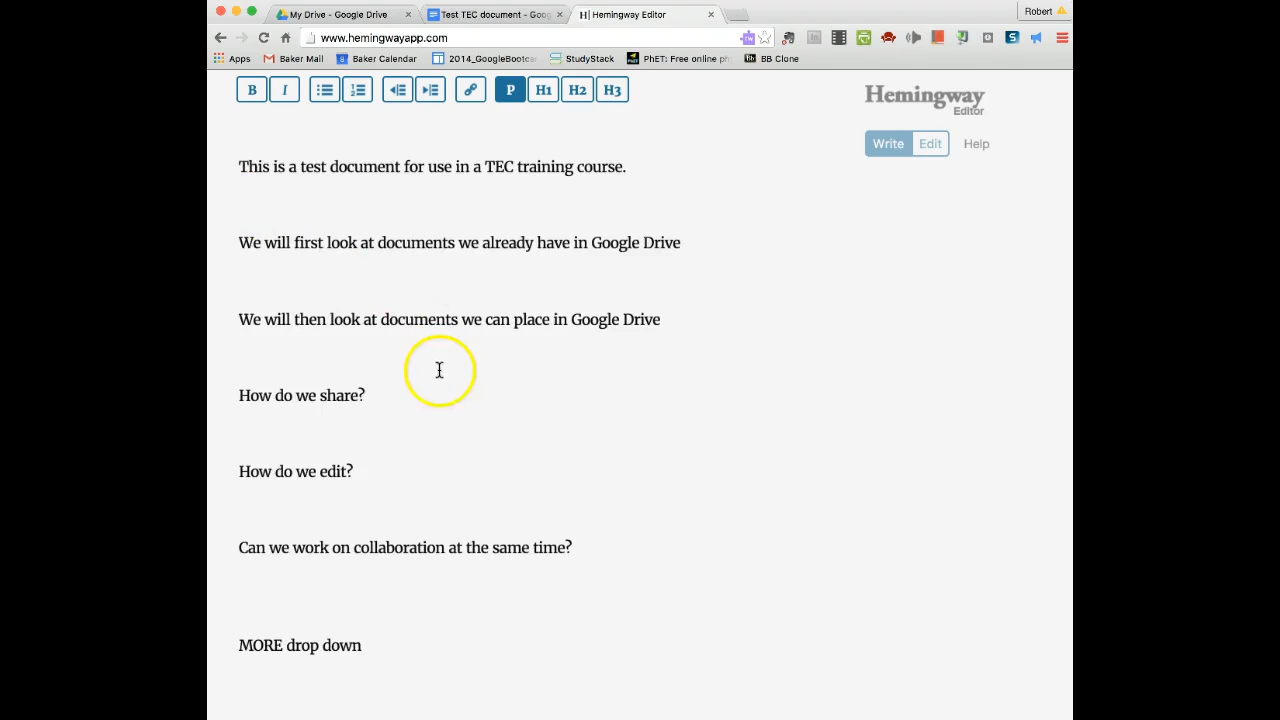 My Drive - Google Drive
Test TEC document - Goog
H| Hemingway Editor
Robert
www.hemingwayapp.com
Apps
Baker Mail
Baker Calendar
2014_GoogleBootcar
StudyStack
PhET: Free online ph
BB Clone
B I P H1 H2 H3
Hemingway
Editor
Write Edit Help
This is a test document for use in a TEC training course.
We will first look at documents we already have in Google Drive
We will then look at documents we can place in Google Drive
How do we share?
How do we edit?
Can we work on collaboration at the same time?
MORE drop down